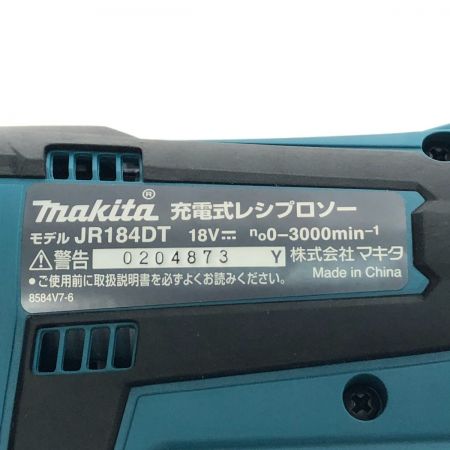 makita® 充電式レシプロソー
モデル JR184DT 18V⎓ n₀0-3000min⁻¹
⚠警告 0204873 Y 株式会社マキタ
●ご使用前に取扱説明書を必ずよくお読みください。 Made in China
8584V7-6